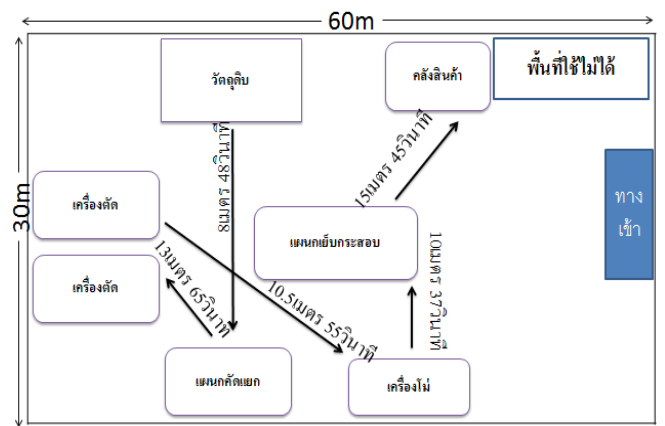 60m
30m
วัตถุดิบ
คลังสินค้า
พื้นที่ใช้ไม่ได้
ทาง
เข้า
เครื่องตัด
เครื่องตัด
แผนกเย็บกระสอบ
แผนกคัดแยก
เครื่องโม่
8เมตร 48วินาที
13เมตร 65วินาที
10.5เมตร 55วินาที
10เมตร 37วินาที
15เมตร 45วินาที